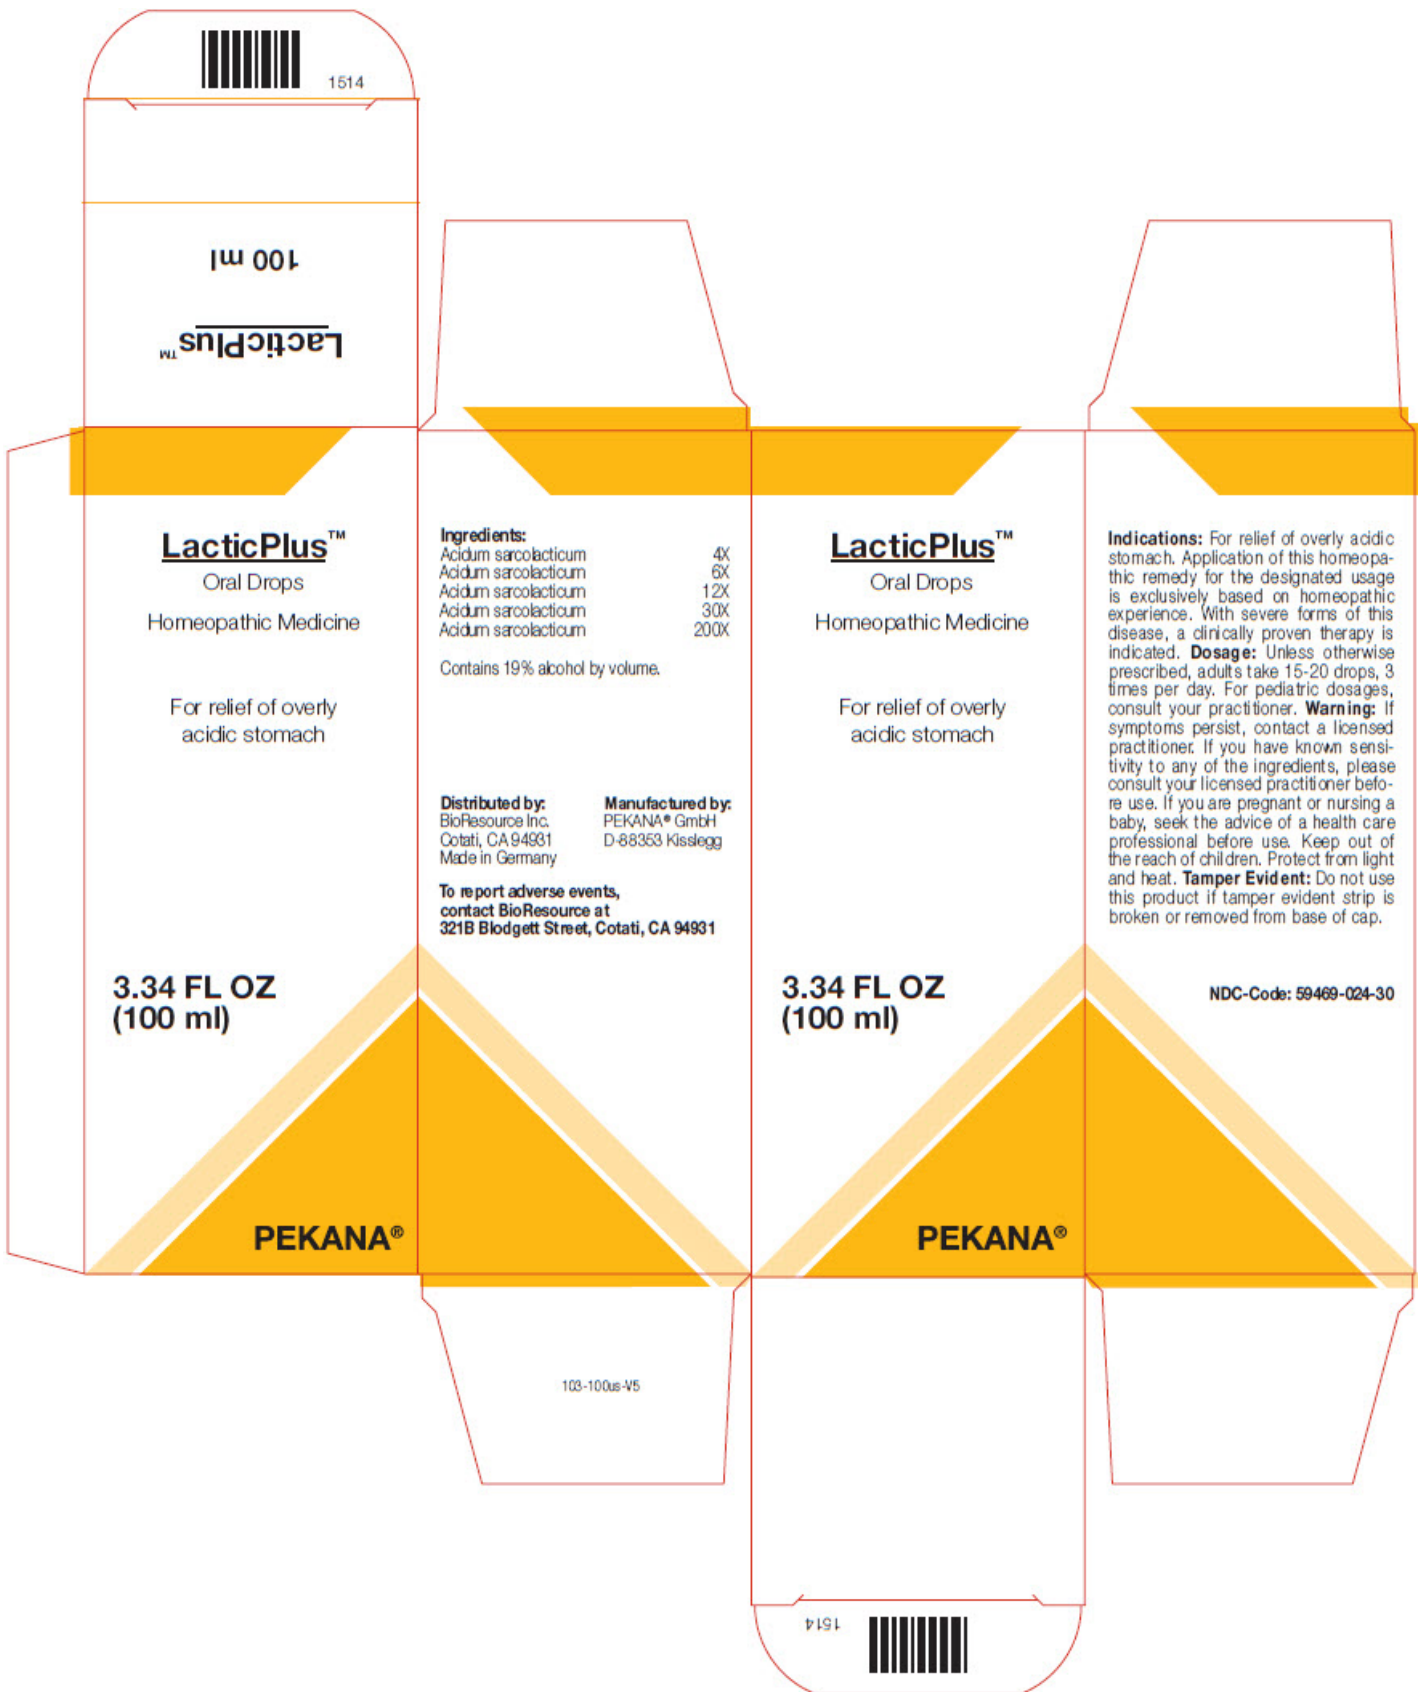 1514
100 ml
LacticPlus™
LacticPlus™
Oral Drops
Homeopathic Medicine
For relief of overly
acidic stomach
3.34 FL OZ
(100 ml)
PEKANA®
Ingredients:
Acidum sarcolacticum 4X
Acidum sarcolacticum 6X
Acidum sarcolacticum 12X
Acidum sarcolacticum 30X
Acidum sarcolacticum 200X
Contains 19% alcohol by volume.
Distributed by:
BioResource Inc.
Cotati, CA 94931
Made in Germany
Manufactured by:
PEKANA® GmbH
D-88353 Kisslegg
To report adverse events,
contact BioResource at
321B Blodgett Street, Cotati, CA 94931
103-100us-V5
LacticPlus™
Oral Drops
Homeopathic Medicine
For relief of overly
acidic stomach
3.34 FL OZ
(100 ml)
PEKANA®
1514
Indications: For relief of overly acidic
stomach. Application of this homeopa-
thic remedy for the designated usage
is exclusively based on homeopathic
experience. With severe forms of this
disease, a clinically proven therapy is
indicated. Dosage: Unless otherwise
prescribed, adults take 15-20 drops, 3
times per day. For pediatric dosages,
consult your practitioner. Warning: If
symptoms persist, contact a licensed
practitioner. If you have known sensi-
tivity to any of the ingredients, please
consult your licensed practitioner befo-
re use. If you are pregnant or nursing a
baby, seek the advice of a health care
professional before use. Keep out of
the reach of children. Protect from light
and heat. Tamper Evident: Do not use
this product if tamper evident strip is
broken or removed from base of cap.
NDC-Code: 59469-024-30